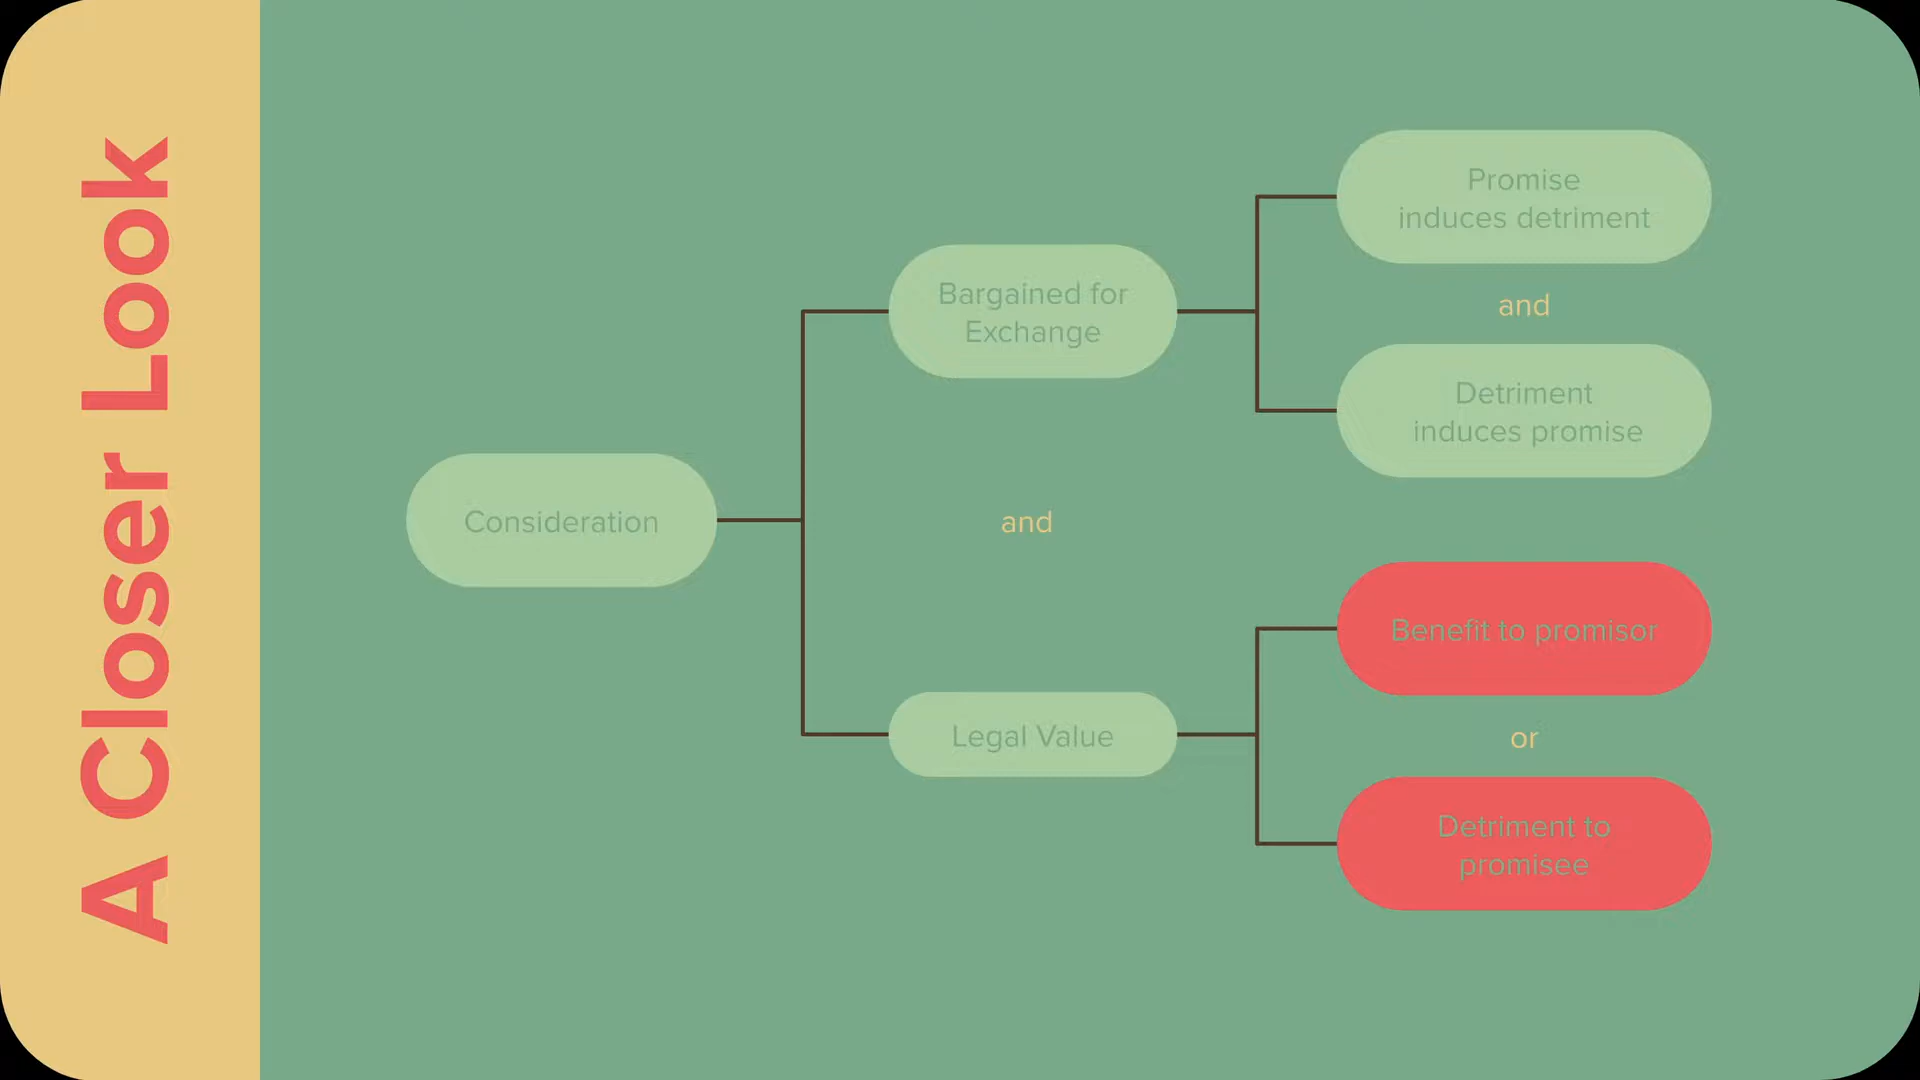 A Closer Look
Consideration
Bargained for
Exchange
and
Legal Value
Promise
induces detriment
and
Detriment
induces promise
Benefit to promisor
or
Detriment to
promisee